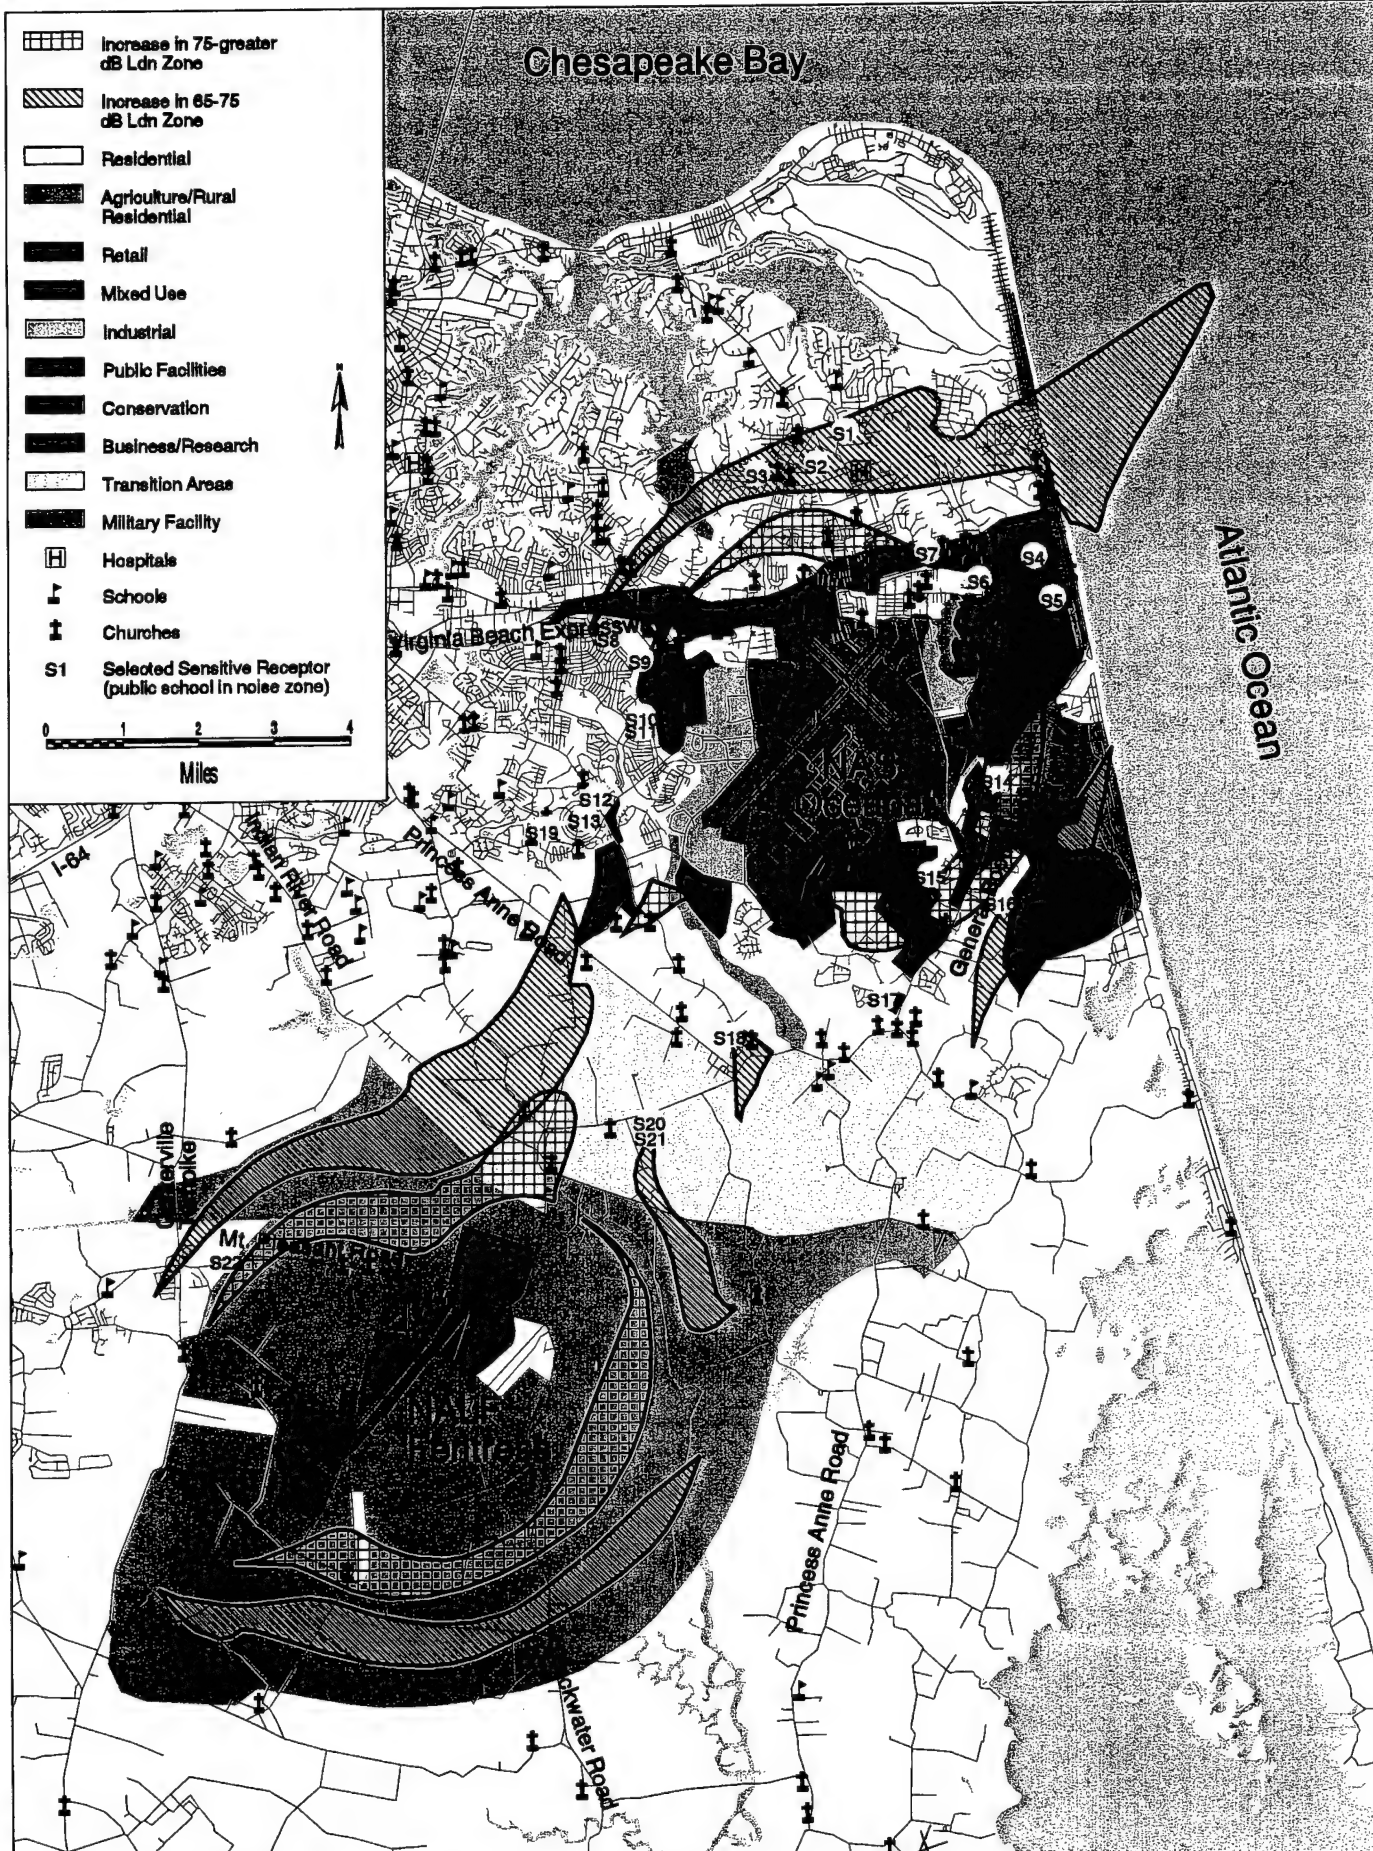 Increase in 75-greater
dB Ldn Zone
Increase in 65-75
dB Ldn Zone
Residential
Agriculture/Rural
Residential
Retail
Mixed Use
Industrial
Public Facilities
Conservation
Business/Research
Transition Areas
Military Facility
H Hospitals
Schools
Churches
S1 Selected Sensitive Receptor
(public school in noise zone)
0 1 2 3 4
Miles
N
Chesapeake Bay
Atlantic Ocean
H
S1
S2
S3
H
S7
S4
S6
S5
Virginia Beach
S8
S9
S10
S11
NAS
S14
S12
S13
S19
I-64
Indian River Road
Princess Anne Road
S15
S16
S17
S18
S20
S21
Mt.
S22
NALF
Fentress
Princess Anne Road
Road